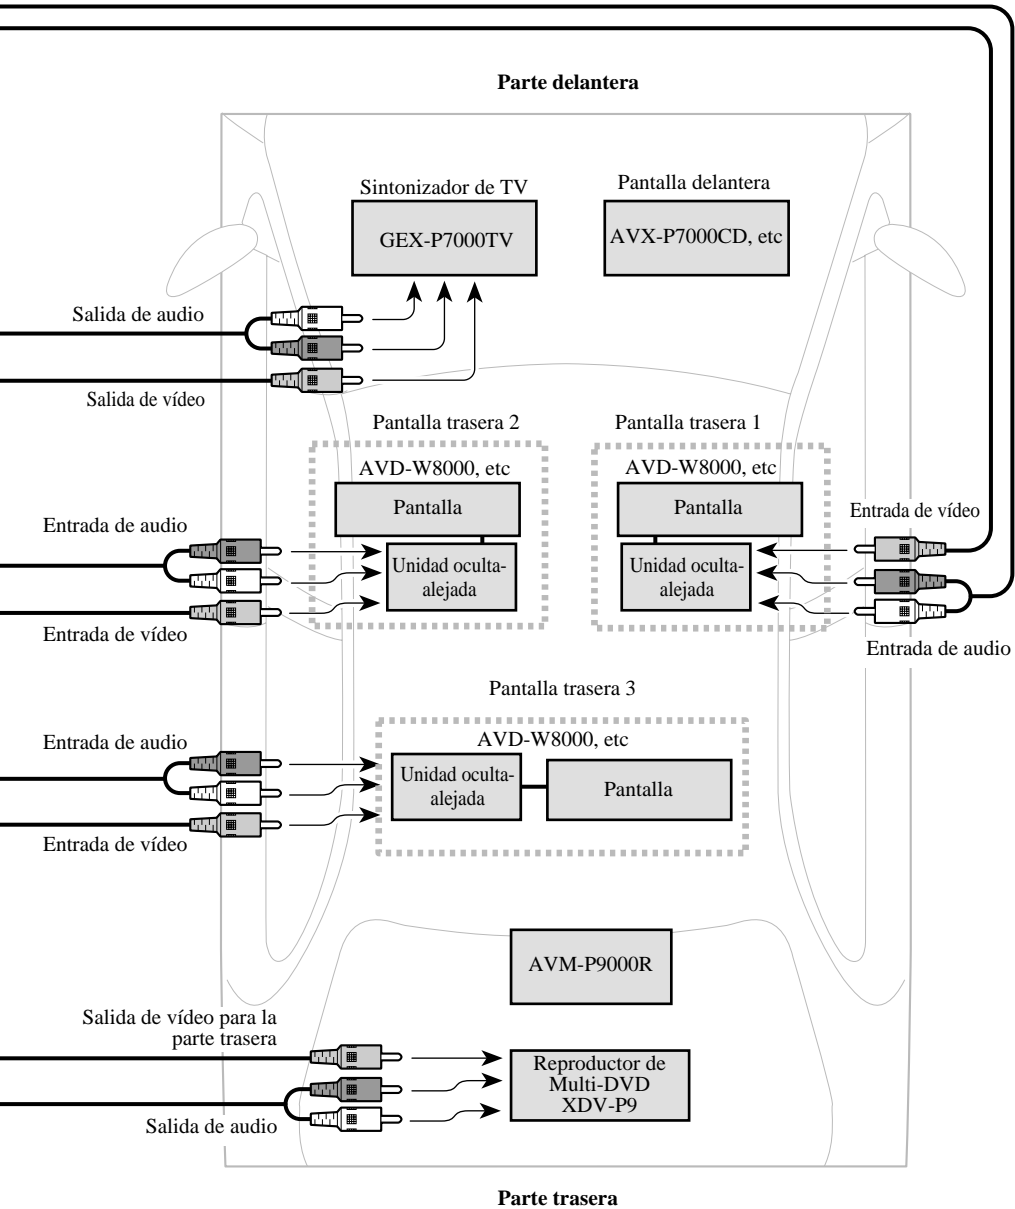 Parte delantera
Sintonizador de TV
GEX-P7000TV
Pantalla delantera
AVX-P7000CD, etc
Salida de audio
Salida de vídeo
Pantalla trasera 2
AVD-W8000, etc
Pantalla
Unidad oculta-
alejada
Entrada de audio
Entrada de vídeo
Pantalla trasera 1
AVD-W8000, etc
Pantalla
Unidad oculta-
alejada
Entrada de vídeo
Entrada de audio
Pantalla trasera 3
AVD-W8000, etc
Unidad oculta-
alejada
Pantalla
Entrada de audio
Entrada de vídeo
AVM-P9000R
Salida de vídeo para la
parte trasera
Salida de audio
Reproductor de
Multi-DVD
XDV-P9
Parte trasera